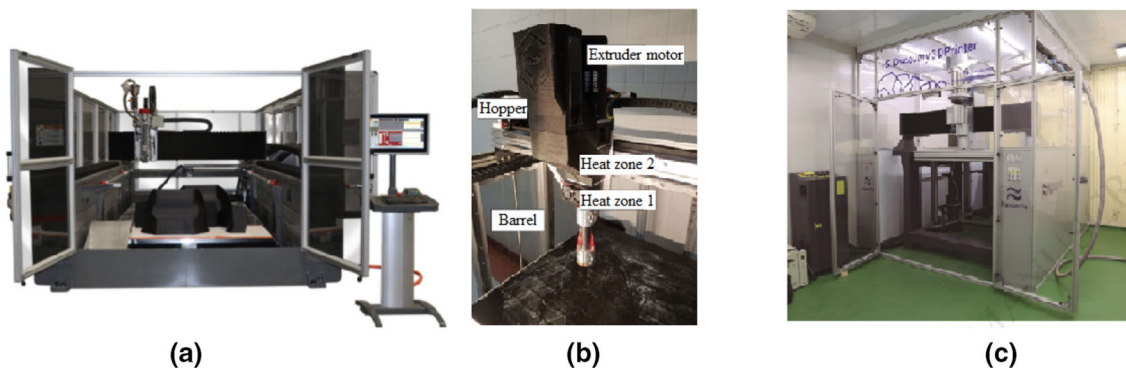 Extruder motor
Hopper
Heat zone 2
Heat zone 1
Barrel
(a)
(b)
(c)